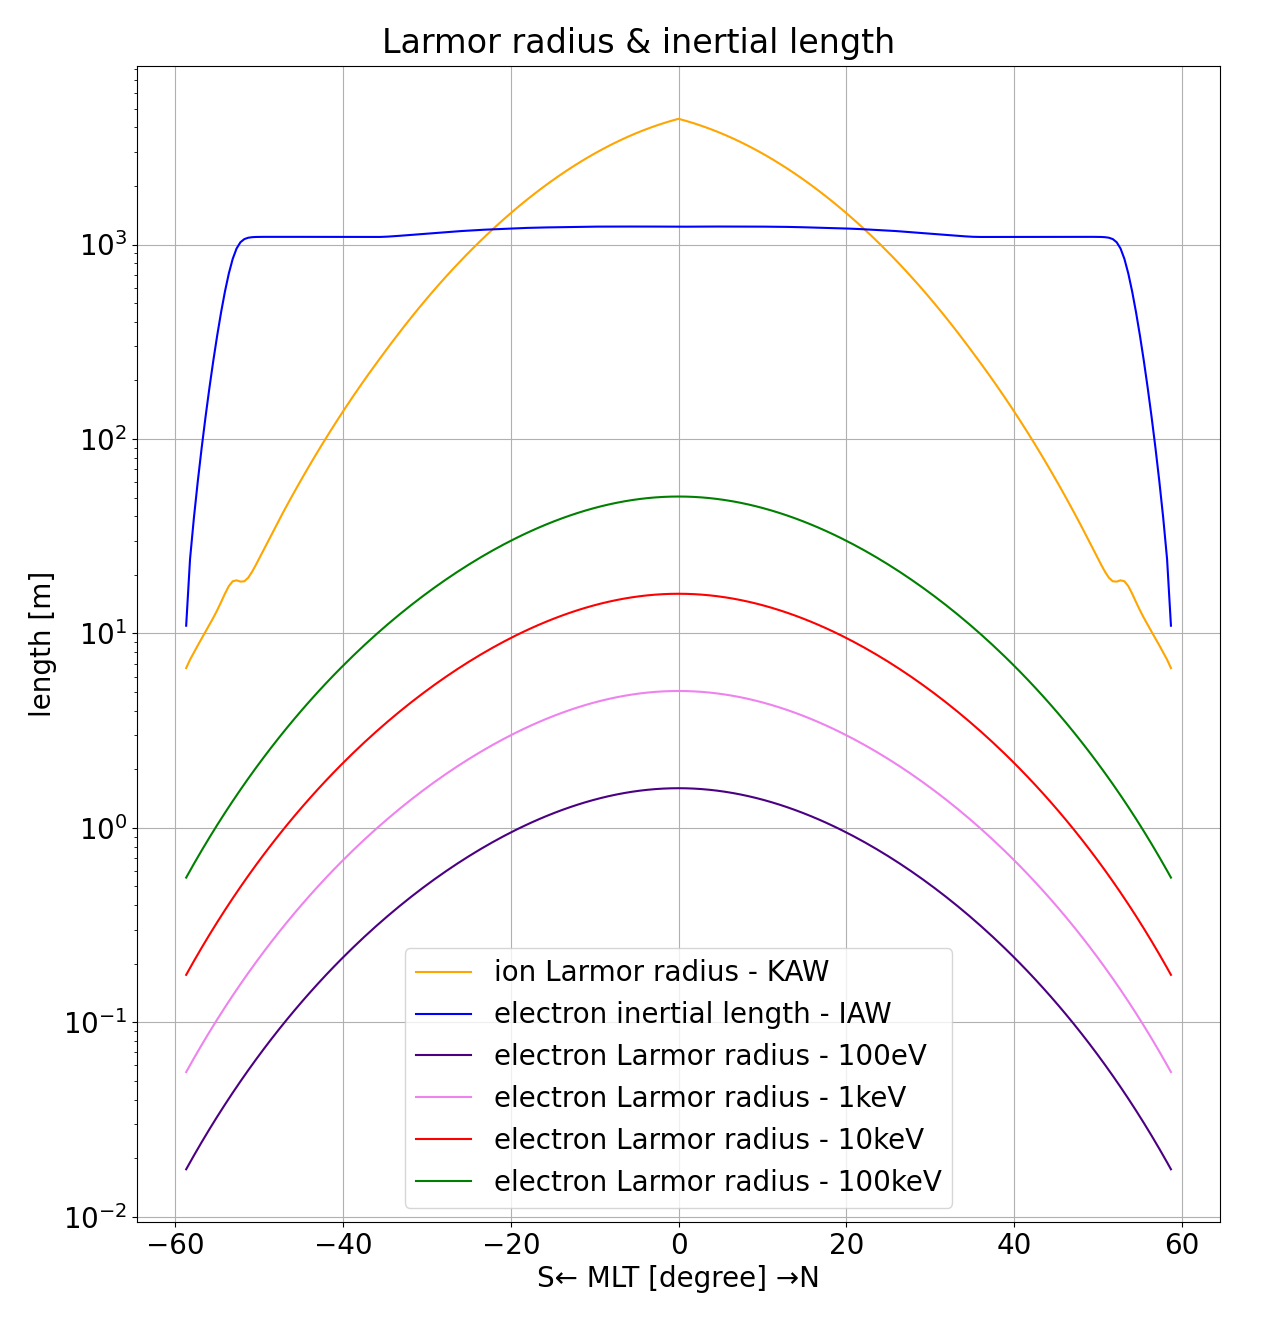 Larmor radius & inertial length
length [m]
10³
10²
10¹
10⁰
10⁻¹
10⁻²
ion Larmor radius - KAW
electron inertial length - IAW
electron Larmor radius - 100eV
electron Larmor radius - 1keV
electron Larmor radius - 10keV
electron Larmor radius - 100keV
−60 −40 −20 0 20 40 60
S← MLT [degree] →N